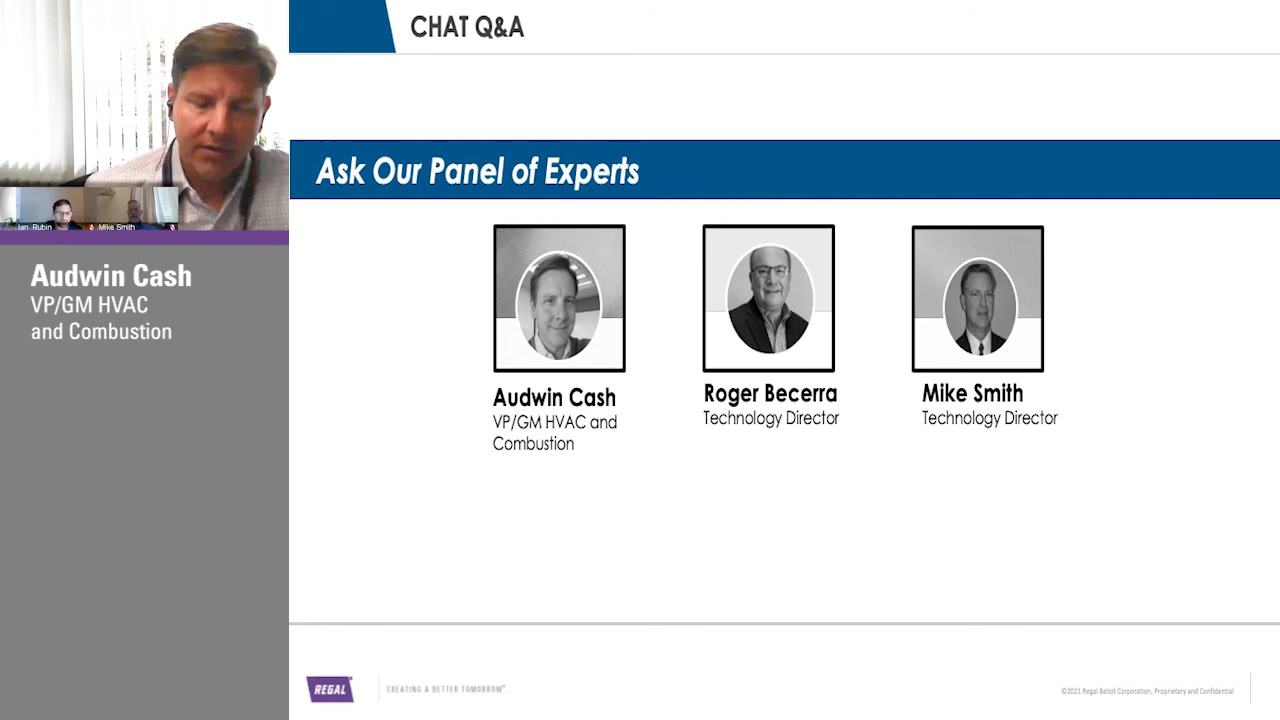 CHAT Q&A
Ask Our Panel of Experts
Ian Rubin
Mike Smith
Audwin Cash
VP/GM HVAC
and Combustion
Audwin Cash
VP/GM HVAC and
Combustion
Roger Becerra
Technology Director
Mike Smith
Technology Director
REGAL
CREATING A BETTER TOMORROW™...
©2021 Regal Beloit Corporation, Proprietary and Confidential